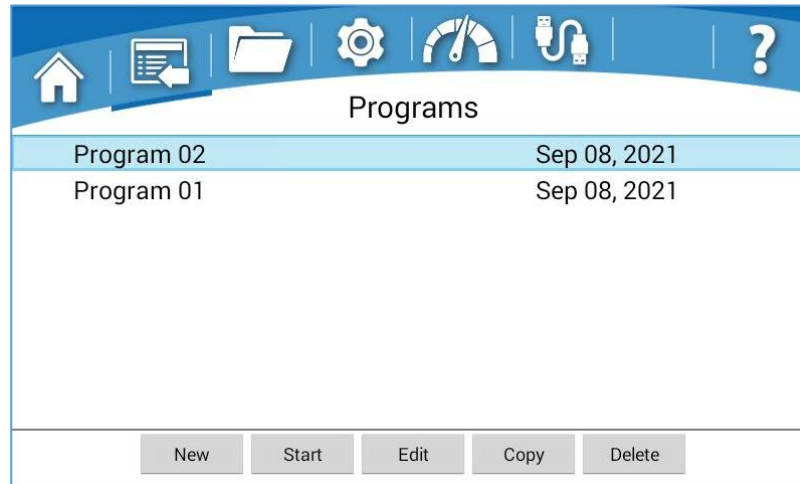 ?
Programs
Program 02 Sep 08, 2021
Program 01 Sep 08, 2021
New Start Edit Copy Delete